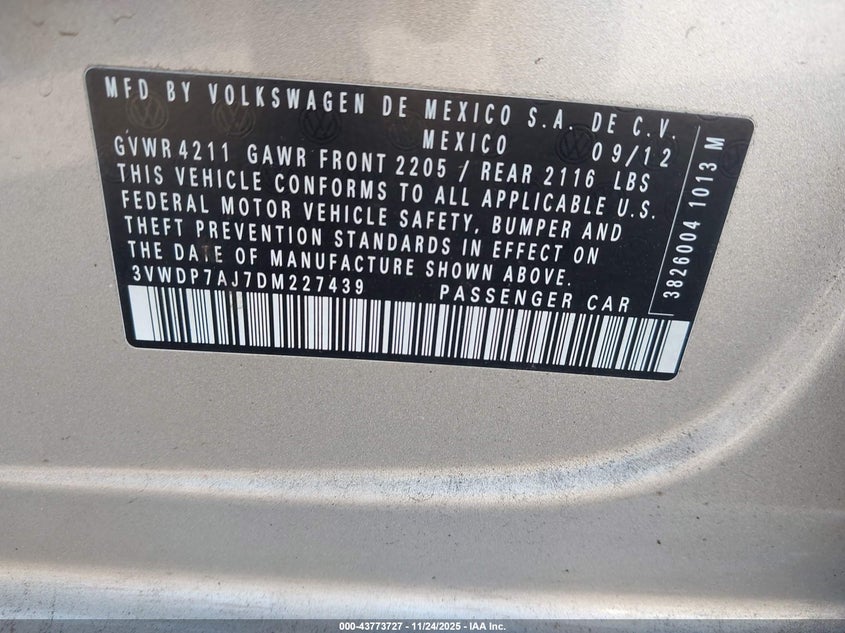 MFD BY VOLKSWAGEN DE MEXICO S.A. DE C.V.
MEXICO 09/12
GVWR 4211 GAWR FRONT 2205 / REAR 2116 LBS
THIS VEHICLE CONFORMS TO ALL APPLICABLE U.S.
FEDERAL MOTOR VEHICLE SAFETY, BUMPER AND
THEFT PREVENTION STANDARDS IN EFFECT ON
THE DATE OF MANUFACTURE SHOWN ABOVE.
3VWDP7AJ7DM227439 PASSENGER CAR
3826004 1013 M
000-43773727 - 11/24/2025 - IAA Inc.